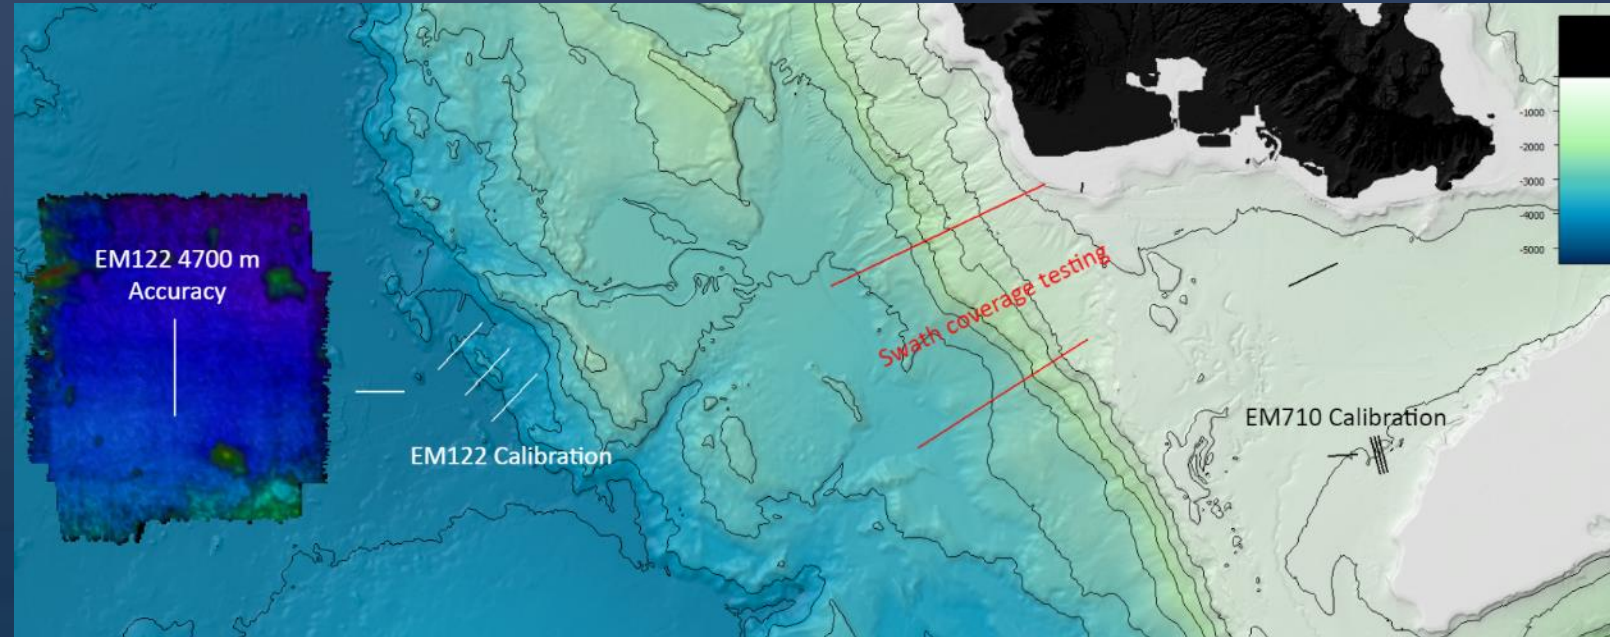 EM122 4700 m
Accuracy
EM122 Calibration
Swath coverage testing
EM710 Calibration
-1000
-2000
-3000
-4000
-5000